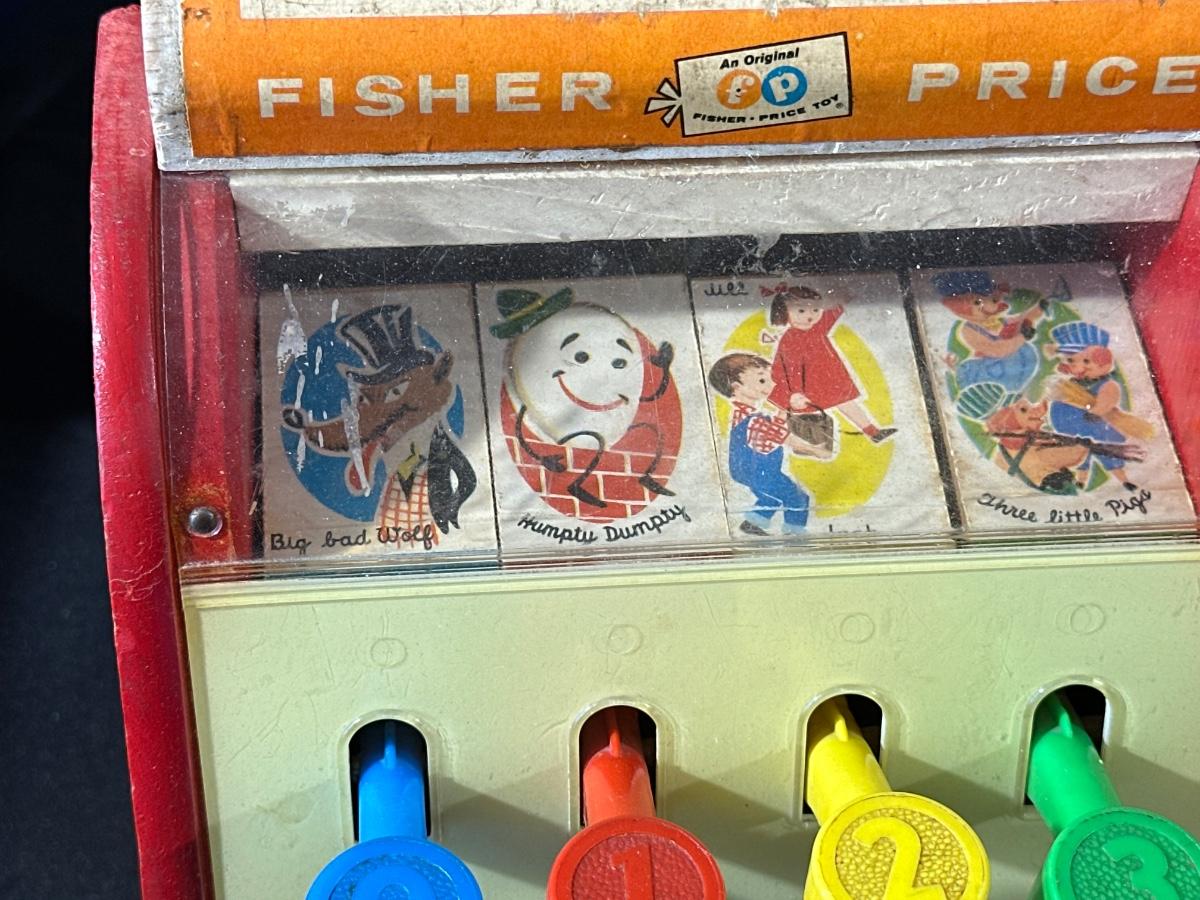 FISHER PRICE
An Original
fp
FISHER-PRICE TOY®
Big bad Wolf
Humpty Dumpty
Three little Pigs
0 1 2 3